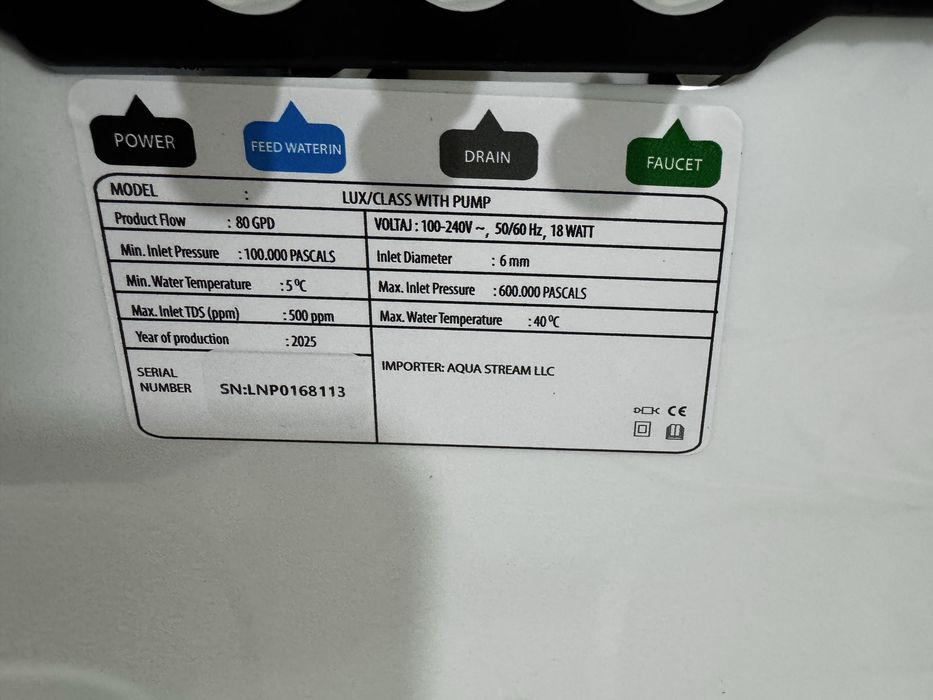 POWER
FEED WATERIN
DRAIN
FAUCET
MODEL : LUX/CLASS WITH PUMP
Product Flow : 80 GPD
VOLTAJ : 100-240V ~, 50/60 Hz, 18 WATT
Min. Inlet Pressure : 100.000 PASCALS
Inlet Diameter : 6 mm
Min. Water Temperature : 5 ºC
Max. Inlet Pressure : 600.000 PASCALS
Max. Inlet TDS (ppm) : 500 ppm
Max. Water Temperature : 40 ºC
Year of production : 2025
SERIAL
NUMBER
SN:LNP0168113
IMPORTER: AQUA STREAM LLC
CE